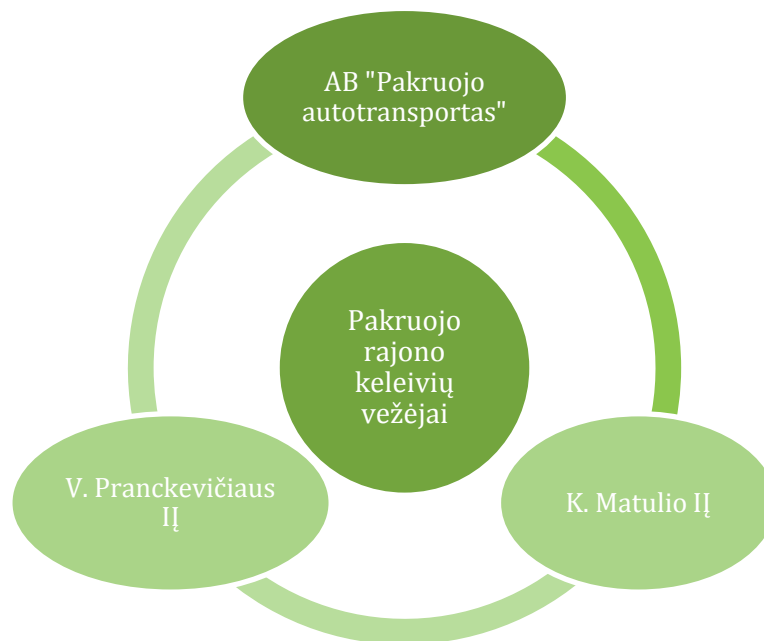 AB "Pakruojo
autotransportas"
Pakruojo
rajono
keleivių
vežėjai
V. Pranckevičiaus
IĮ
K. Matulio IĮ